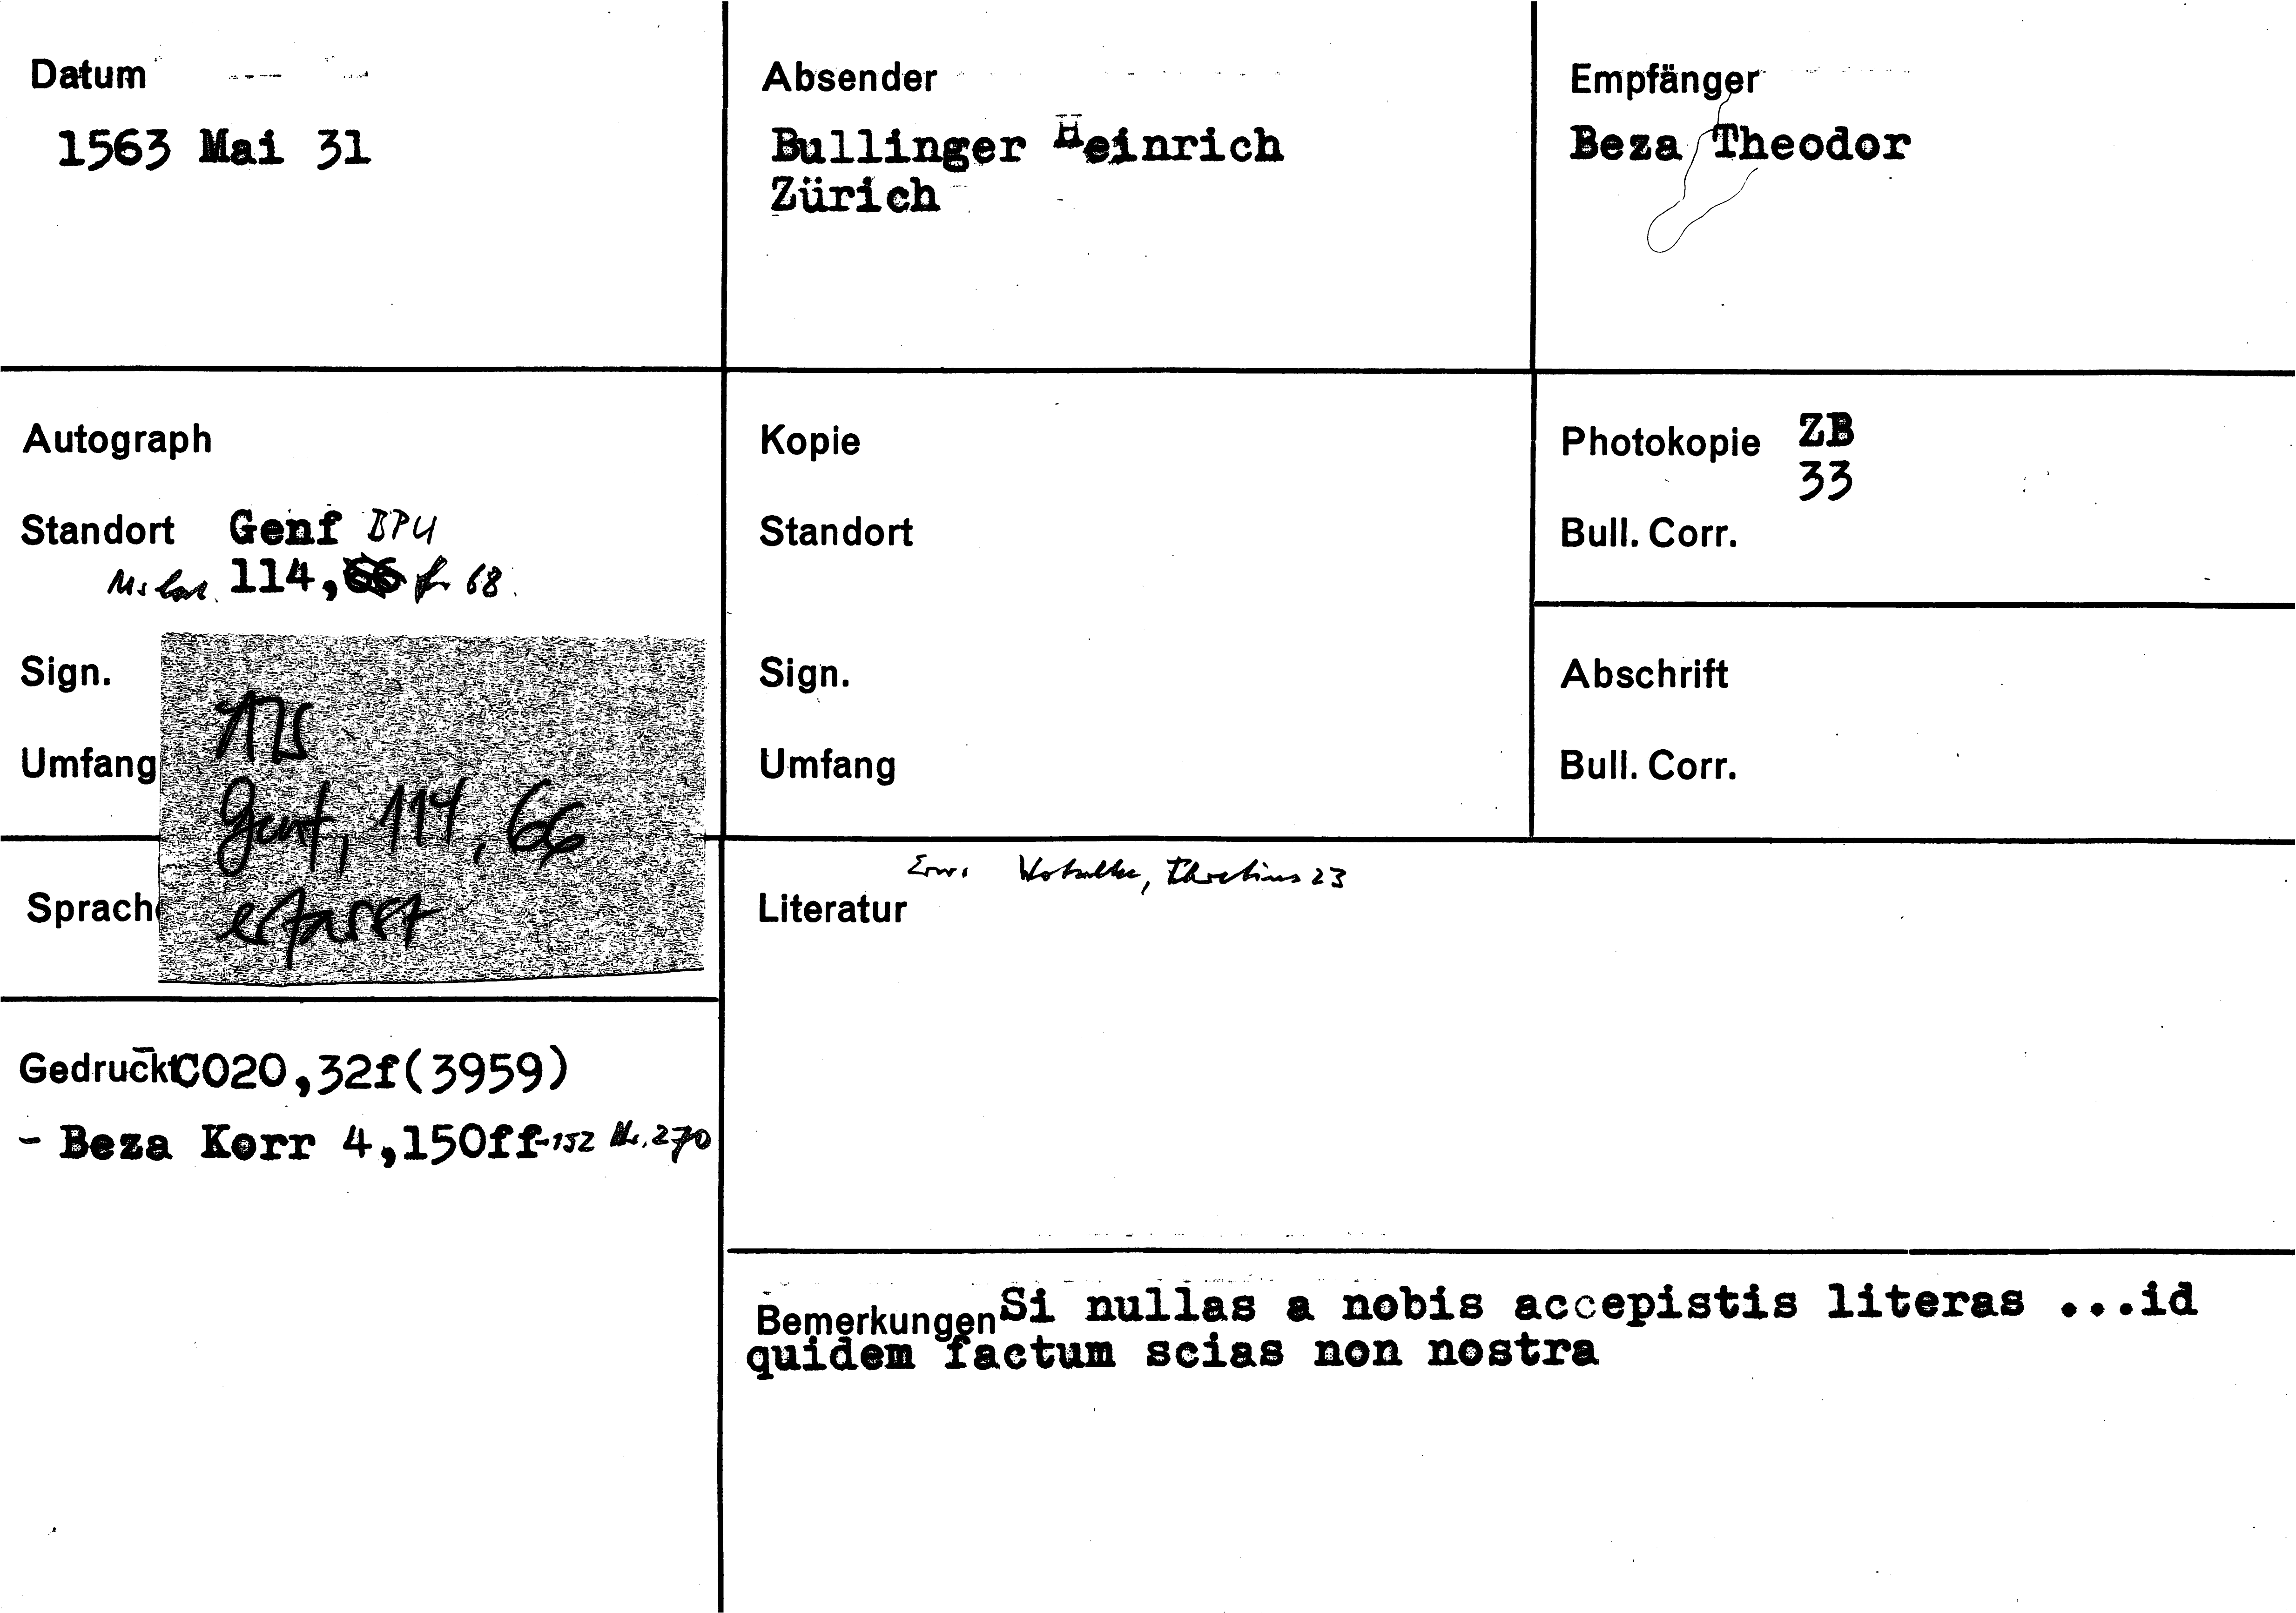 Datum
1563 Mai 31
Absender
Bullinger Heinrich
Zürich
Empfänger
Beza Theodor
Autograph
Standort Genf BPU
Ms lat. 114, 66 f. 68.
Sign.
Umfang
MS
Genf, 114, 66
erfasst
Kopie
Standort
Sign.
Umfang
Photokopie ZB
33
Bull. Corr.
Abschrift
Bull. Corr.
Sprach
Erw. Wotschke, Thretius 23
Literatur
Gedruckt CO20,32f(3959)
- Beza Korr 4,150ff-152 Nr. 270
Bemerkungen Si nullas a nobis accepistis literas ...id
quidem factum scias non nostra